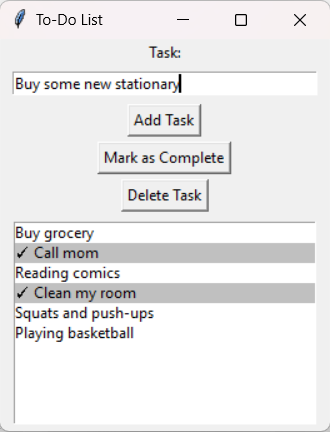 To-Do List
Task:
Buy some new stationary
Add Task
Mark as Complete
Delete Task
Buy grocery
✓ Call mom
Reading comics
✓ Clean my room
Squats and push-ups
Playing basketball